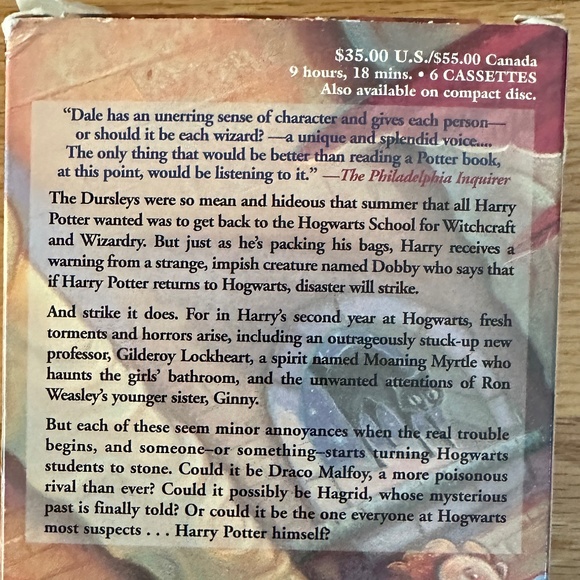 $35.00 U.S./$55.00 Canada
9 hours, 18 mins. • 6 CASSETTES
Also available on compact disc.
“Dale has an unerring sense of character and gives each person—
or should it be each wizard? —a unique and splendid voice....
The only thing that would be better than reading a Potter book,
at this point, would be listening to it.” —The Philadelphia Inquirer
The Dursleys were so mean and hideous that summer that all Harry
Potter wanted was to get back to the Hogwarts School for Witchcraft
and Wizardry. But just as he’s packing his bags, Harry receives a
warning from a strange, impish creature named Dobby who says that
if Harry Potter returns to Hogwarts, disaster will strike.
And strike it does. For in Harry’s second year at Hogwarts, fresh
torments and horrors arise, including an outrageously stuck-up new
professor, Gilderoy Lockheart, a spirit named Moaning Myrtle who
haunts the girls’ bathroom, and the unwanted attentions of Ron
Weasley’s younger sister, Ginny.
But each of these seem minor annoyances when the real trouble
begins, and someone–or something–starts turning Hogwarts
students to stone. Could it be Draco Malfoy, a more poisonous
rival than ever? Could it possibly be Hagrid, whose mysterious
past is finally told? Or could it be the one everyone at Hogwarts
most suspects . . . Harry Potter himself?